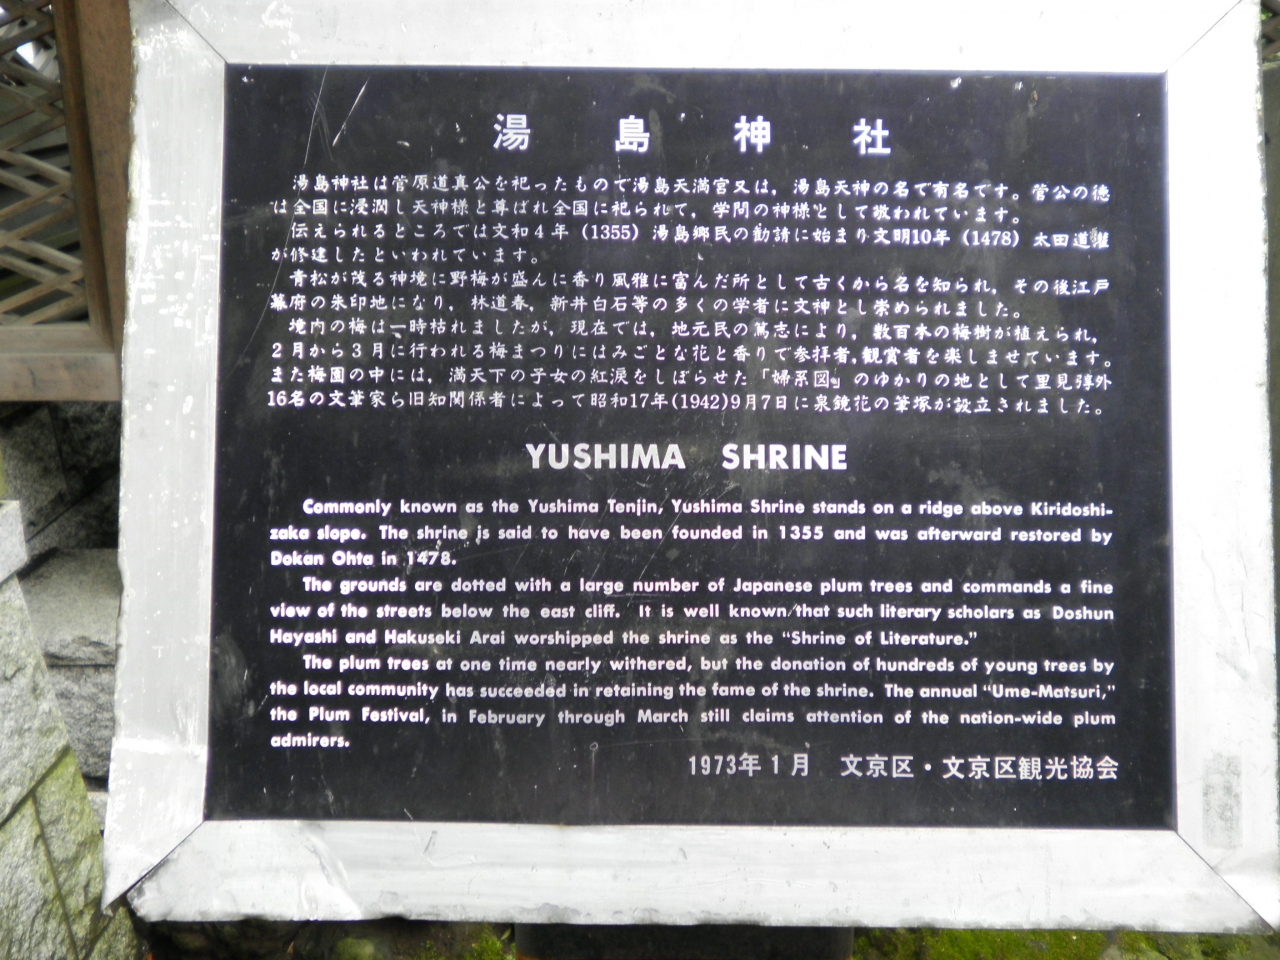 湯島神社
湯島神社は菅原道真公を祀ったもので湯島天満宮又は，湯島天神の名で有名です。菅公の徳
は全国に浸潤し天神様と尊ばれ全国に祀られて，学問の神様として敬われています。
伝えられるところでは文和4年（1355）湯島郷民の勧請に始まり文明10年（1478）太田道灌
が修建したといわれています。
青松が茂る神境に野梅が盛んに香り風雅に富んだ所として古くから名を知られ，その後江戸
幕府の朱印地になり，林道春，新井白石等の多くの学者に文神とし崇められました。
境内の梅は一時枯れましたが，現在では，地元民の篤志により，数百本の梅樹が植えられ，
2月から3月に行われる梅まつりにはみごとな花と香りで参拝者，観賞者を楽しませています。
また梅園の中には，満天下の子女の紅涙をしぼらせた「婦系図」のゆかりの地として里見弴外
16名の文筆家ら旧知関係者によって昭和17年(1942)9月7日に泉鏡花の筆塚が設立されました。
YUSHIMA SHRINE
Commonly known as the Yushima Tenjin, Yushima Shrine stands on a ridge above Kiridoshi-
zaka slope. The shrine is said to have been founded in 1355 and was afterward restored by
Dokan Ohta in 1478.
The grounds are dotted with a large number of Japanese plum trees and commands a fine
view of the streets below the east cliff. It is well known that such literary scholars as Doshun
Hayashi and Hakuseki Arai worshipped the shrine as the “Shrine of Literature.”
The plum trees at one time nearly withered, but the donation of hundreds of young trees by
the local community has succeeded in retaining the fame of the shrine. The annual “Ume-Matsuri,”
the Plum Festival, in February through March still claims attention of the nation-wide plum
admirers.
1973年1月 文京区・文京区観光協会